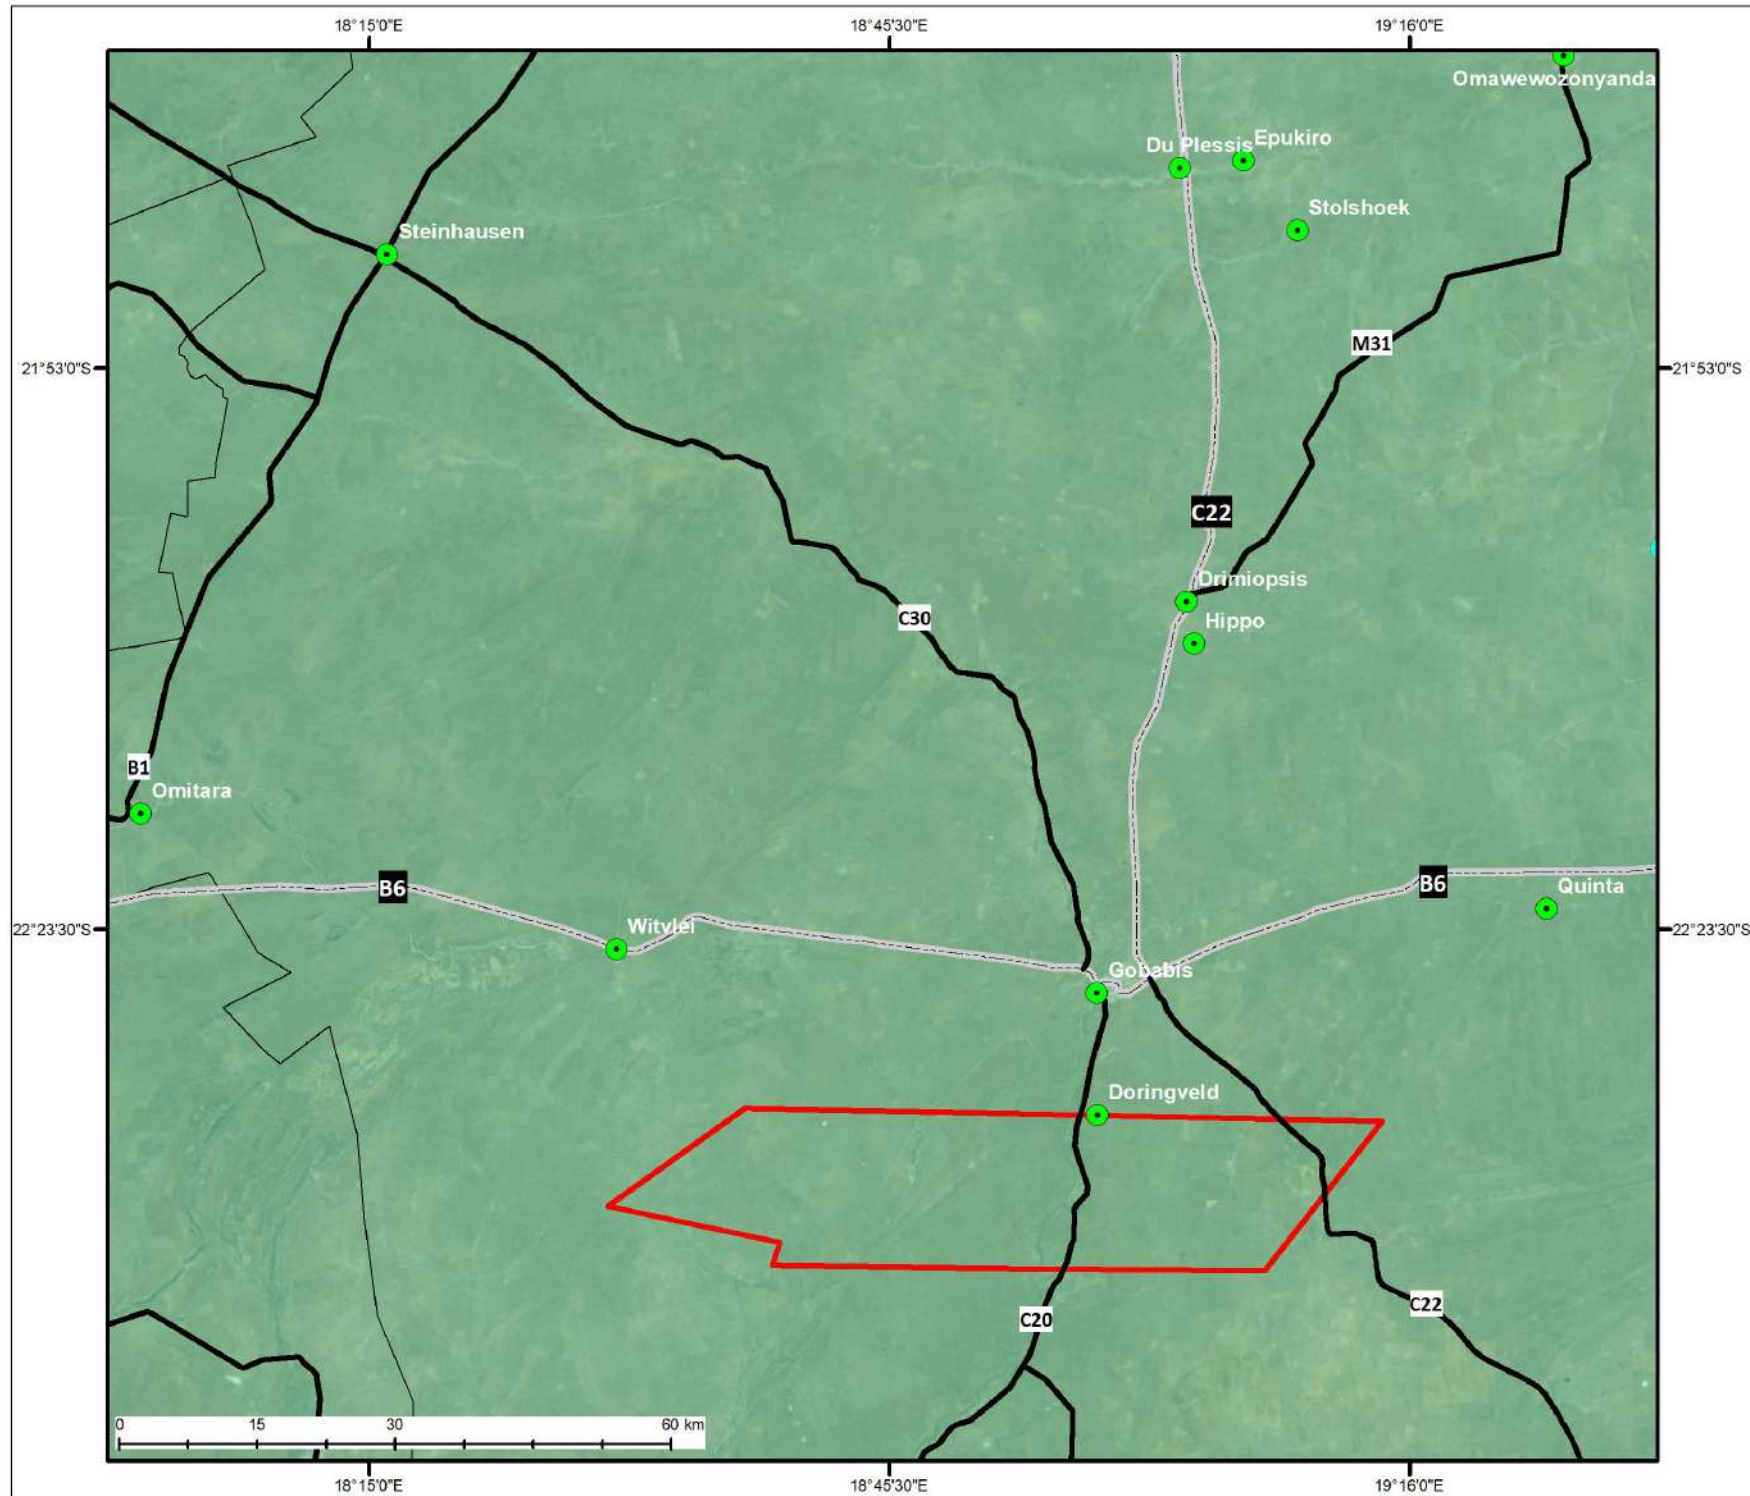 18°15'0"E
18°45'30"E
19°16'0"E
Omawewozonyanda
Du Plessis
Epukiro
Stolshoek
Steinhausen
M31
21°53'0"S
21°53'0"S
C22
Drimiopsis
C30
Hippo
B1
Omitara
B6
B6
Quinta
Witvlei
22°23'30"S
22°23'30"S
Gobabis
Doringveld
C22
C20
0 15 30 60 km
18°15'0"E
18°45'30"E
19°16'0"E